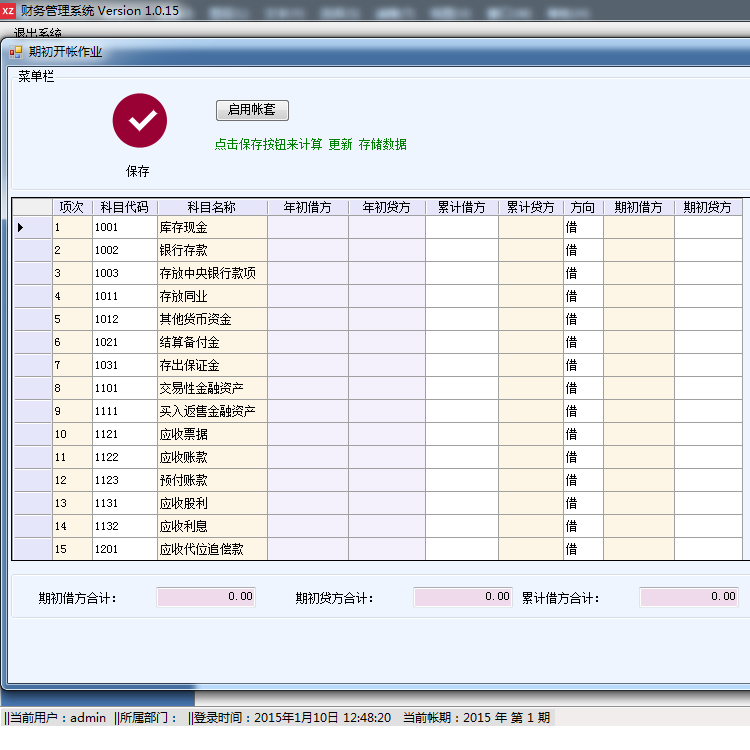 XZ 财务管理系统 Version 1.0.15
退出系统
期初开帐作业
菜单栏
启用帐套
点击保存按钮来计算 更新 存储数据
保存
项次 科目代码 科目名称 年初借方 年初贷方 累计借方 累计贷方 方向 期初借方 期初贷方
1 1001 库存现金 借
2 1002 银行存款 借
3 1003 存放中央银行款项 借
4 1011 存放同业 借
5 1012 其他货币资金 借
6 1021 结算备付金 借
7 1031 存出保证金 借
8 1101 交易性金融资产 借
9 1111 买入返售金融资产 借
10 1121 应收票据 借
11 1122 应收账款 借
12 1123 预付账款 借
13 1131 应收股利 借
14 1132 应收利息 借
15 1201 应收代位追偿款 借
期初借方合计: 0.00 期初贷方合计: 0.00 累计借方合计: 0.00
||当前用户：admin ||所属部门： ||登录时间：2015年1月10日 12:48:20 当前帐期：2015 年 第 1 期